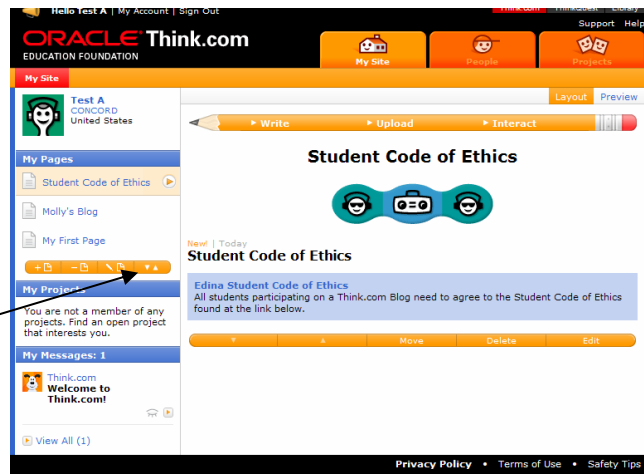 Hello Test A | My Account | Sign Out
Think.com ThinkQuest Library
Support Help
ORACLE Think.com
EDUCATION FOUNDATION
My Site People Projects
My Site
Layout Preview
Test A
CONCORD
United States
Write Upload Interact
My Pages
Student Code of Ethics
Molly's Blog
My First Page
My Projects
You are not a member of any
projects. Find an open project
that interests you.
My Messages: 1
Think.com
Welcome to
Think.com!
View All (1)
Student Code of Ethics
New! | Today
Student Code of Ethics
Edina Student Code of Ethics
All students participating on a Think.com Blog need to agree to the Student Code of Ethics
found at the link below.
Move Delete Edit
Privacy Policy • Terms of Use • Safety Tips